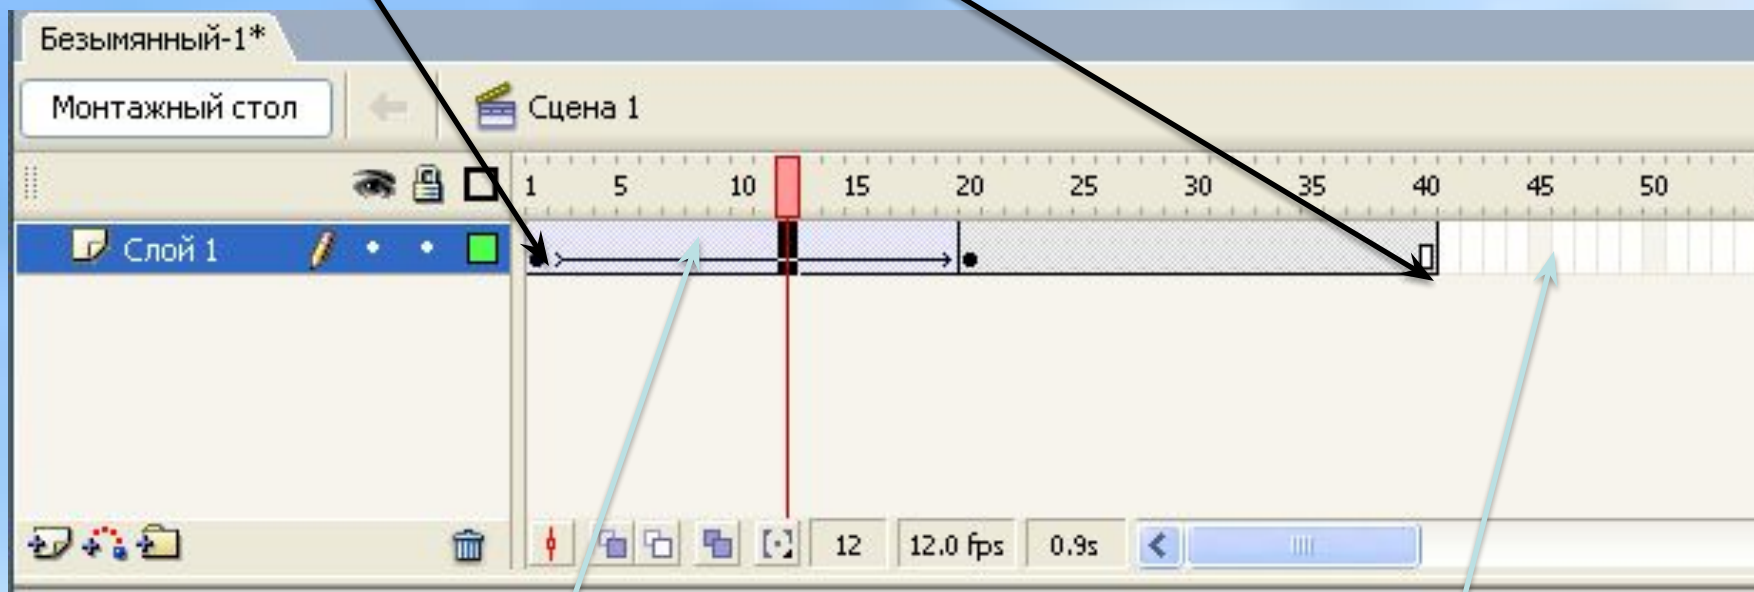 Безымянный-1*
Монтажный стол
Сцена 1
1 5 10 15 20 25 30 35 40 45 50
Слой 1
12 12.0 fps 0.9s